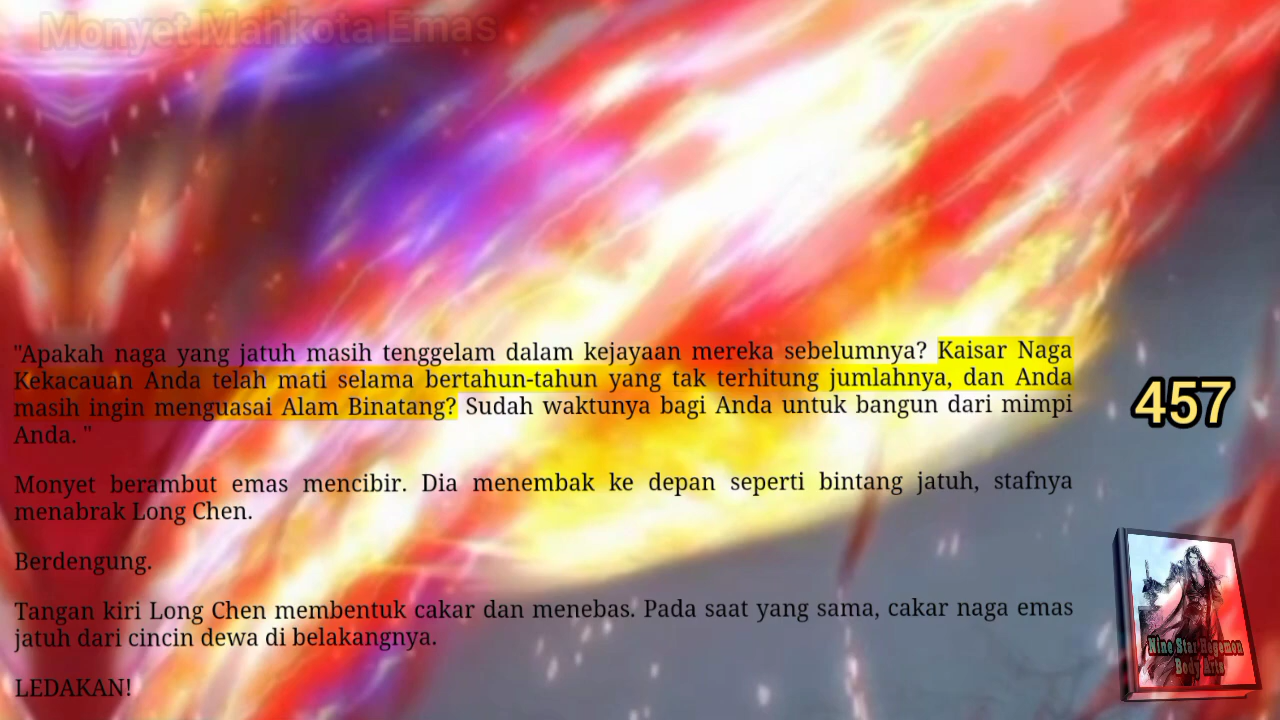 Monyet Mahkota Emas
"Apakah naga yang jatuh masih tenggelam dalam kejayaan mereka sebelumnya? Kaisar Naga
Kekacauan Anda telah mati selama bertahun-tahun yang tak terhitung jumlahnya, dan Anda
masih ingin menguasai Alam Binatang? Sudah waktunya bagi Anda untuk bangun dari mimpi
Anda. "
Monyet berambut emas mencibir. Dia menembak ke depan seperti bintang jatuh, stafnya
menabrak Long Chen.
Berdengung.
Tangan kiri Long Chen membentuk cakar dan menebas. Pada saat yang sama, cakar naga emas
jatuh dari cincin dewa di belakangnya.
LEDAKAN!
457
Nine Star Hegemon
Body Arts